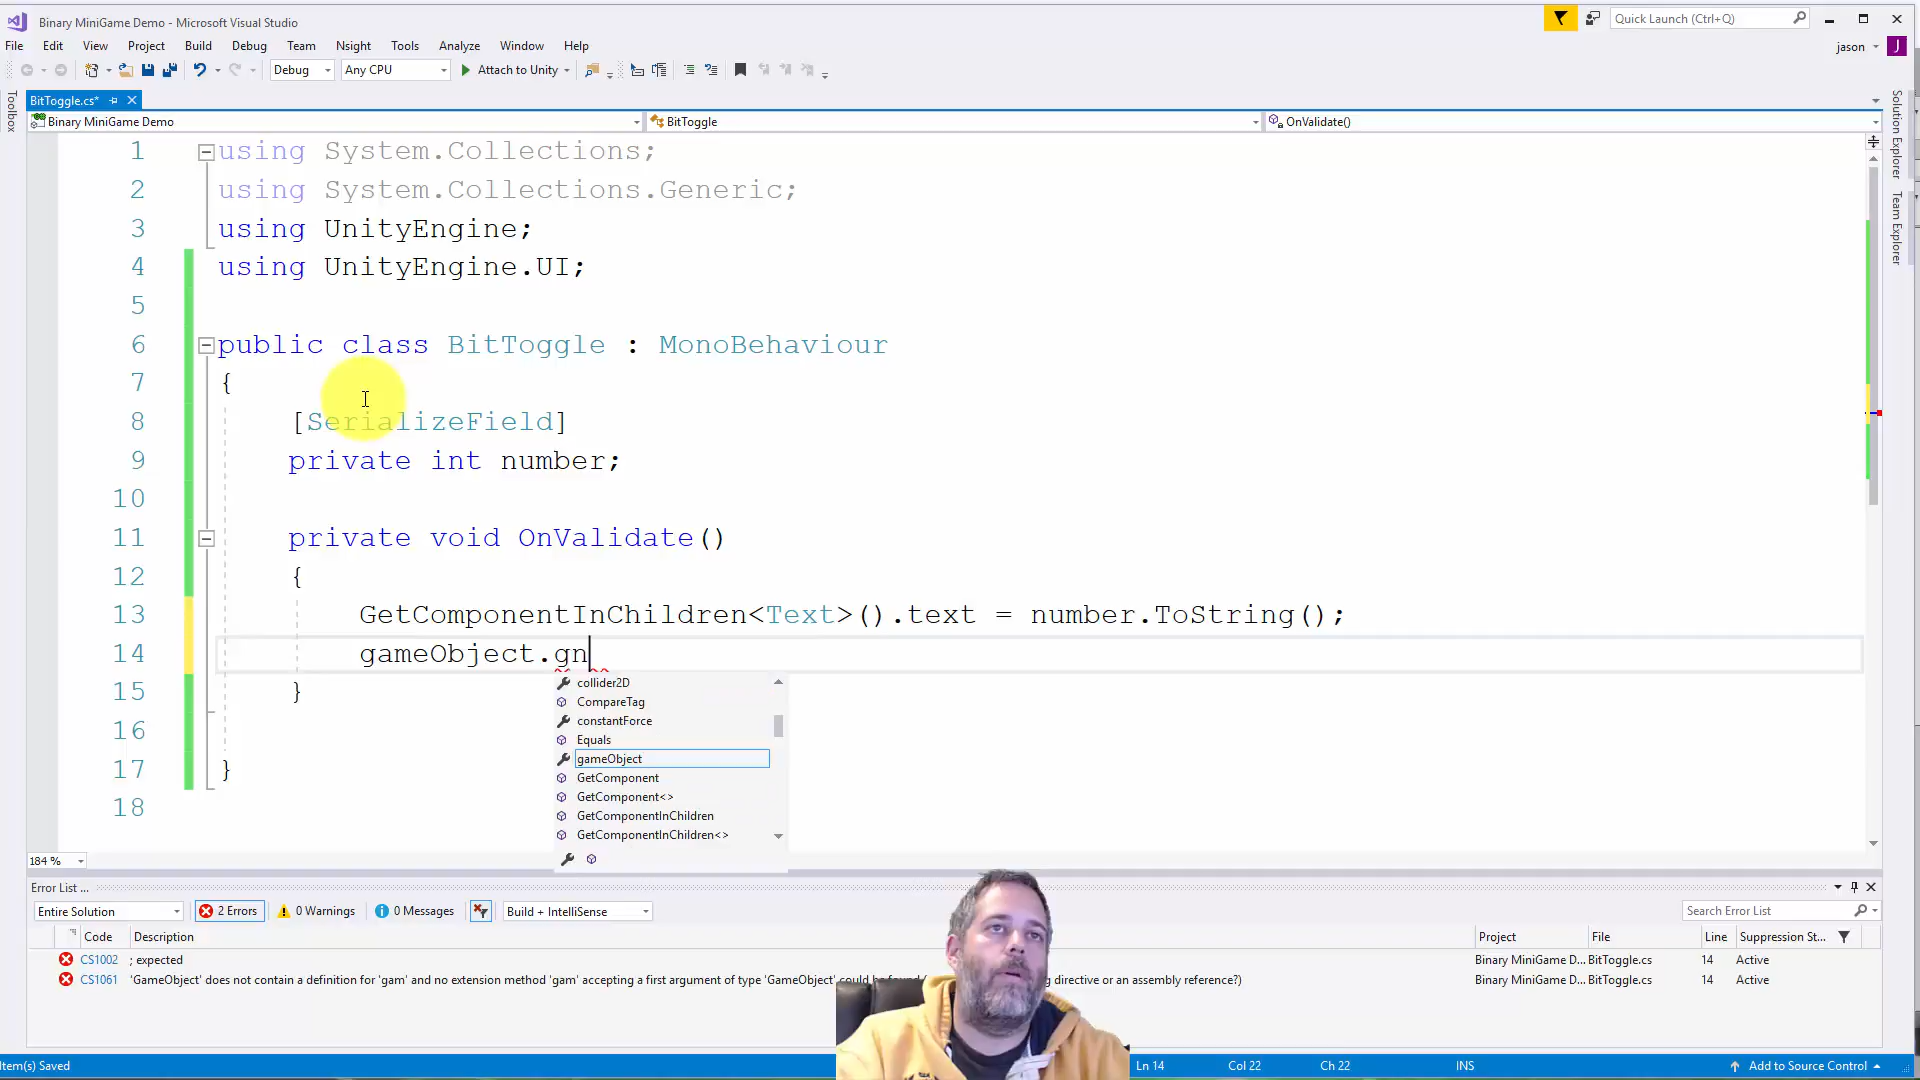 Binary MiniGame Demo - Microsoft Visual Studio
Quick Launch (Ctrl+Q)
File Edit View Project Build Debug Team Nsight Tools Analyze Window Help
jason J
Debug Any CPU Attach to Unity
Toolbox
BitToggle.cs*
Binary MiniGame Demo BitToggle OnValidate()
Solution Explorer
Team Explorer
1 using System.Collections;
2 using System.Collections.Generic;
3 using UnityEngine;
4 using UnityEngine.UI;
5
6 public class BitToggle : MonoBehaviour
7 {
8 [SerializeField]
9 private int number;
10
11 private void OnValidate()
12 {
13 GetComponentInChildren<Text>().text = number.ToString();
14 gameObject.gn
15 }
16
17 }
18
collider2D
CompareTag
constantForce
Equals
gameObject
GetComponent
GetComponent<>
GetComponentInChildren
GetComponentInChildren<>
184 %
Error List ...
Entire Solution 2 Errors 0 Warnings 0 Messages Build + IntelliSense Search Error List
Code Description Project File Line Suppression St...
CS1002 ; expected Binary MiniGame D... BitToggle.cs 14 Active
CS1061 'GameObject' does not contain a definition for 'gam' and no extension method 'gam' accepting a first argument of type 'GameObject' could be directive or an assembly reference?) Binary MiniGame D... BitToggle.cs 14 Active
Item(s) Saved Ln 14 Col 22 Ch 22 INS Add to Source Control